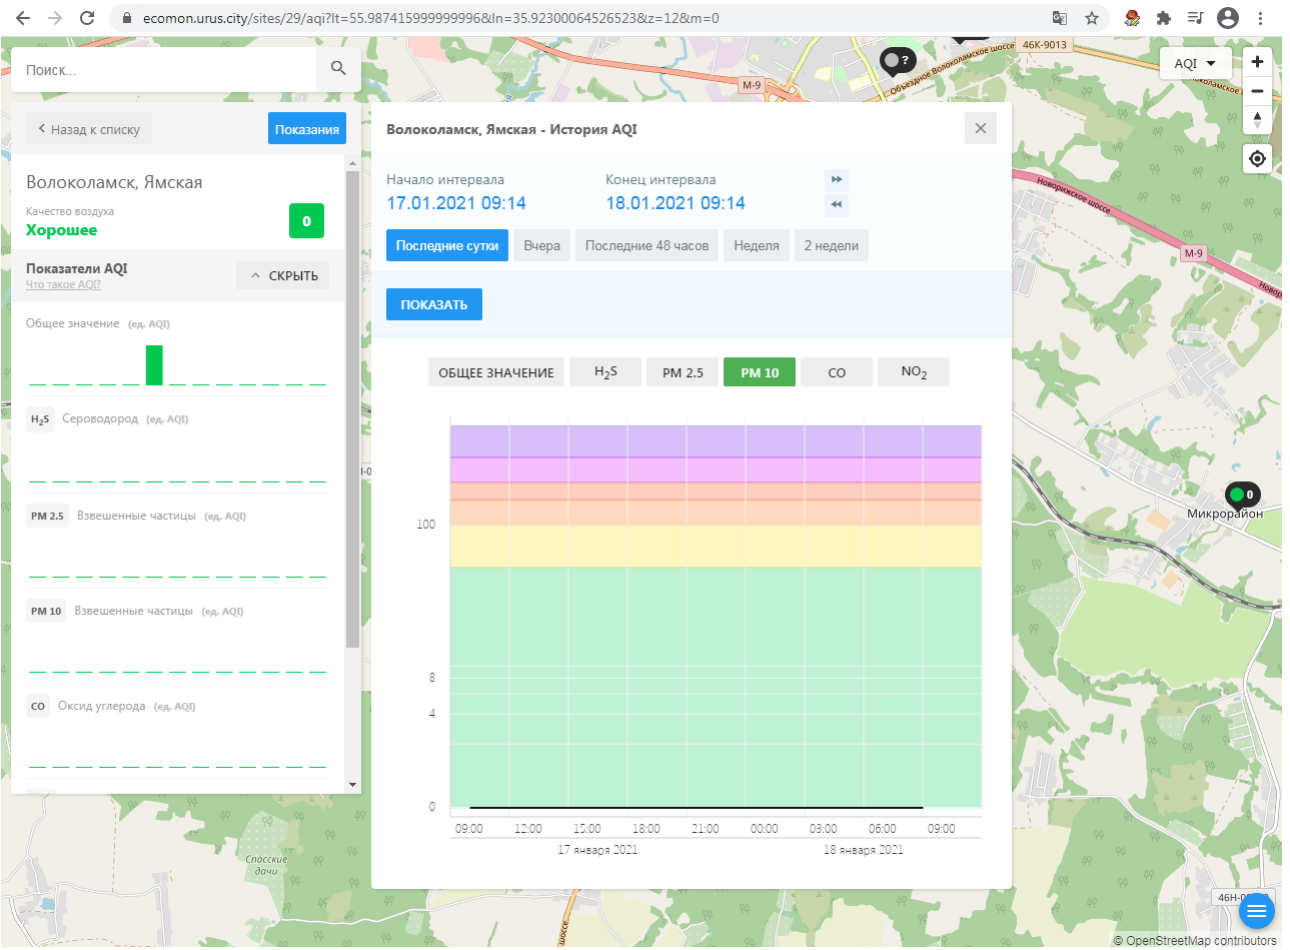 ecomon.urus.city/sites/29/aqi?lt=55.987415999999996&ln=35.92300064526523&z=12&m=0
Поиск...
Назад к списку
Показания
Волоколамск, Ямская
Качество воздуха
Хорошее
0
Показатели AQI
Что такое AQI?
СКРЫТЬ
Общее значение (ед. AQI)
H₂S Сероводород (ед. AQI)
PM 2.5 Взвешенные частицы (ед. AQI)
PM 10 Взвешенные частицы (ед. AQI)
CO Оксид углерода (ед. AQI)
Волоколамск, Ямская - История AQI
Начало интервала
17.01.2021 09:14
Конец интервала
18.01.2021 09:14
Последние сутки
Вчера
Последние 48 часов
Неделя
2 недели
ПОКАЗАТЬ
ОБЩЕЕ ЗНАЧЕНИЕ
H₂S
PM 2.5
PM 10
CO
NO₂
100
8
4
0
09:00 12:00 15:00 18:00 21:00 00:00 03:00 06:00 09:00
17 января 2021
18 января 2021
AQI
46К-9013
?
Объездное Волоколамское шоссе
М-9
Новорижское шоссе
М-9
0
Микрорайон
Спасские
дачи
© OpenStreetMap contributors